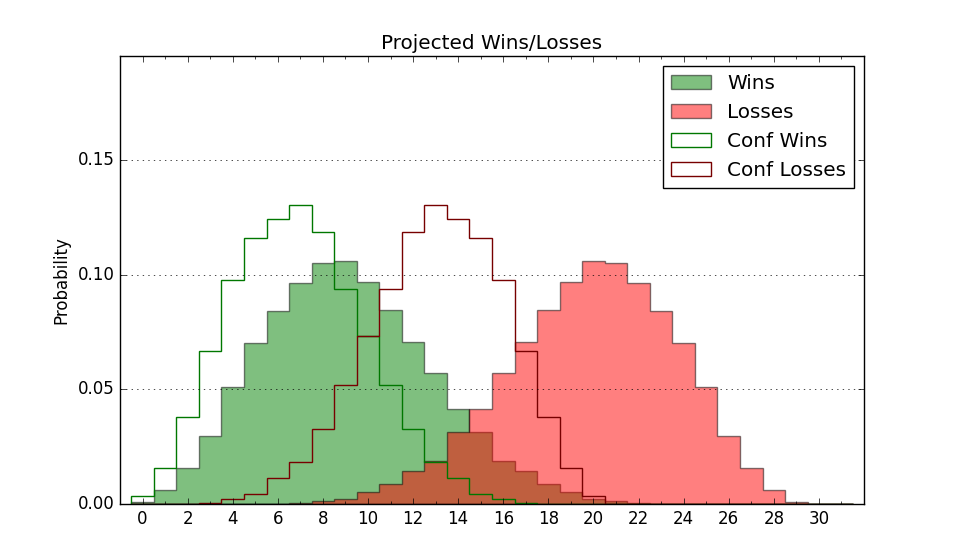 Projected Wins/Losses
Wins
Losses
Conf Wins
Conf Losses
Probability
0.15
0.10
0.05
0.00
0 2 4 6 8 10 12 14 16 18 20 22 24 26 28 30